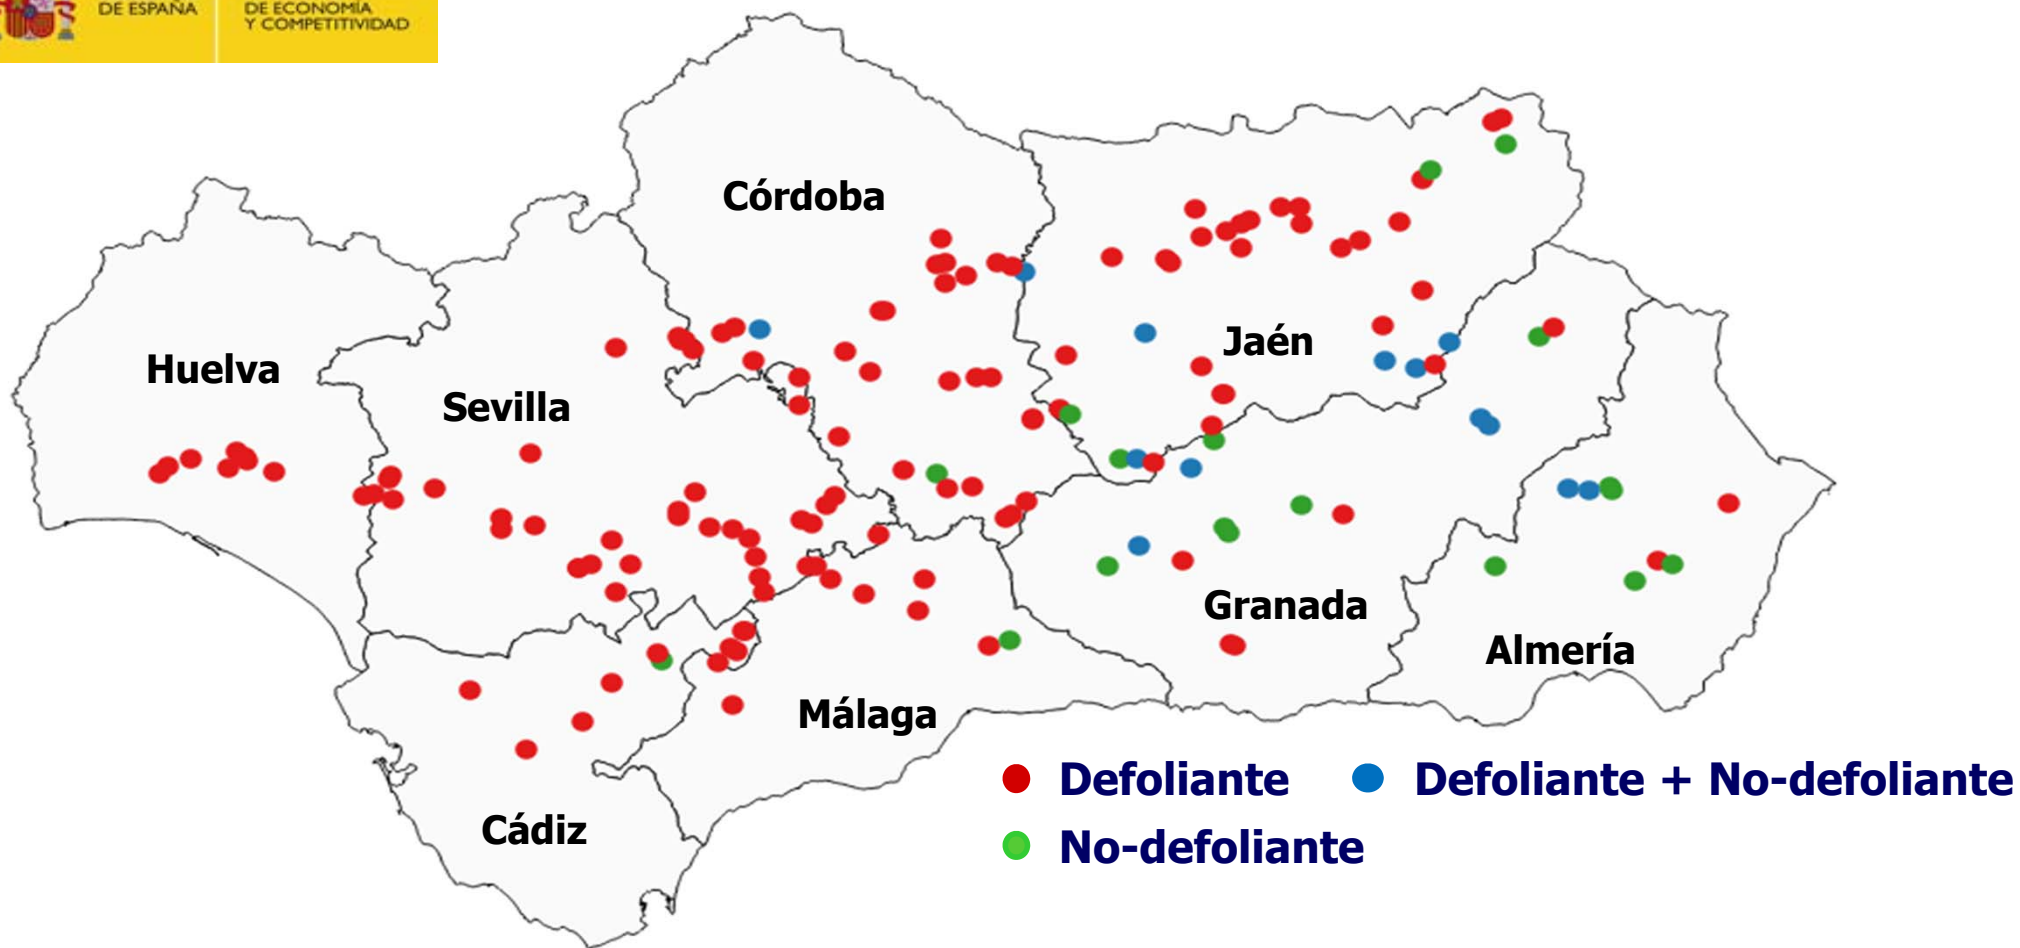 DE ESPAÑA
DE ECONOMÍA
Y COMPETITIVIDAD
Córdoba
Jaén
Huelva
Sevilla
Granada
Almería
Málaga
Cádiz
Defoliante
Defoliante + No-defoliante
No-defoliante